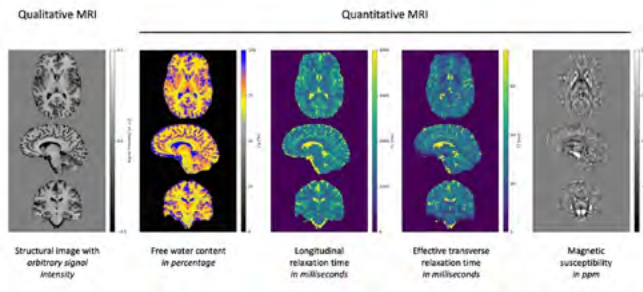 Qualitative MRI
Quantitative MRI
Structural image with
arbitrary signal
intensity
Free water content
in percentage
Longitudinal
relaxation time
in milliseconds
Effective transverse
relaxation time
in milliseconds
Magnetic
susceptibility
in ppm